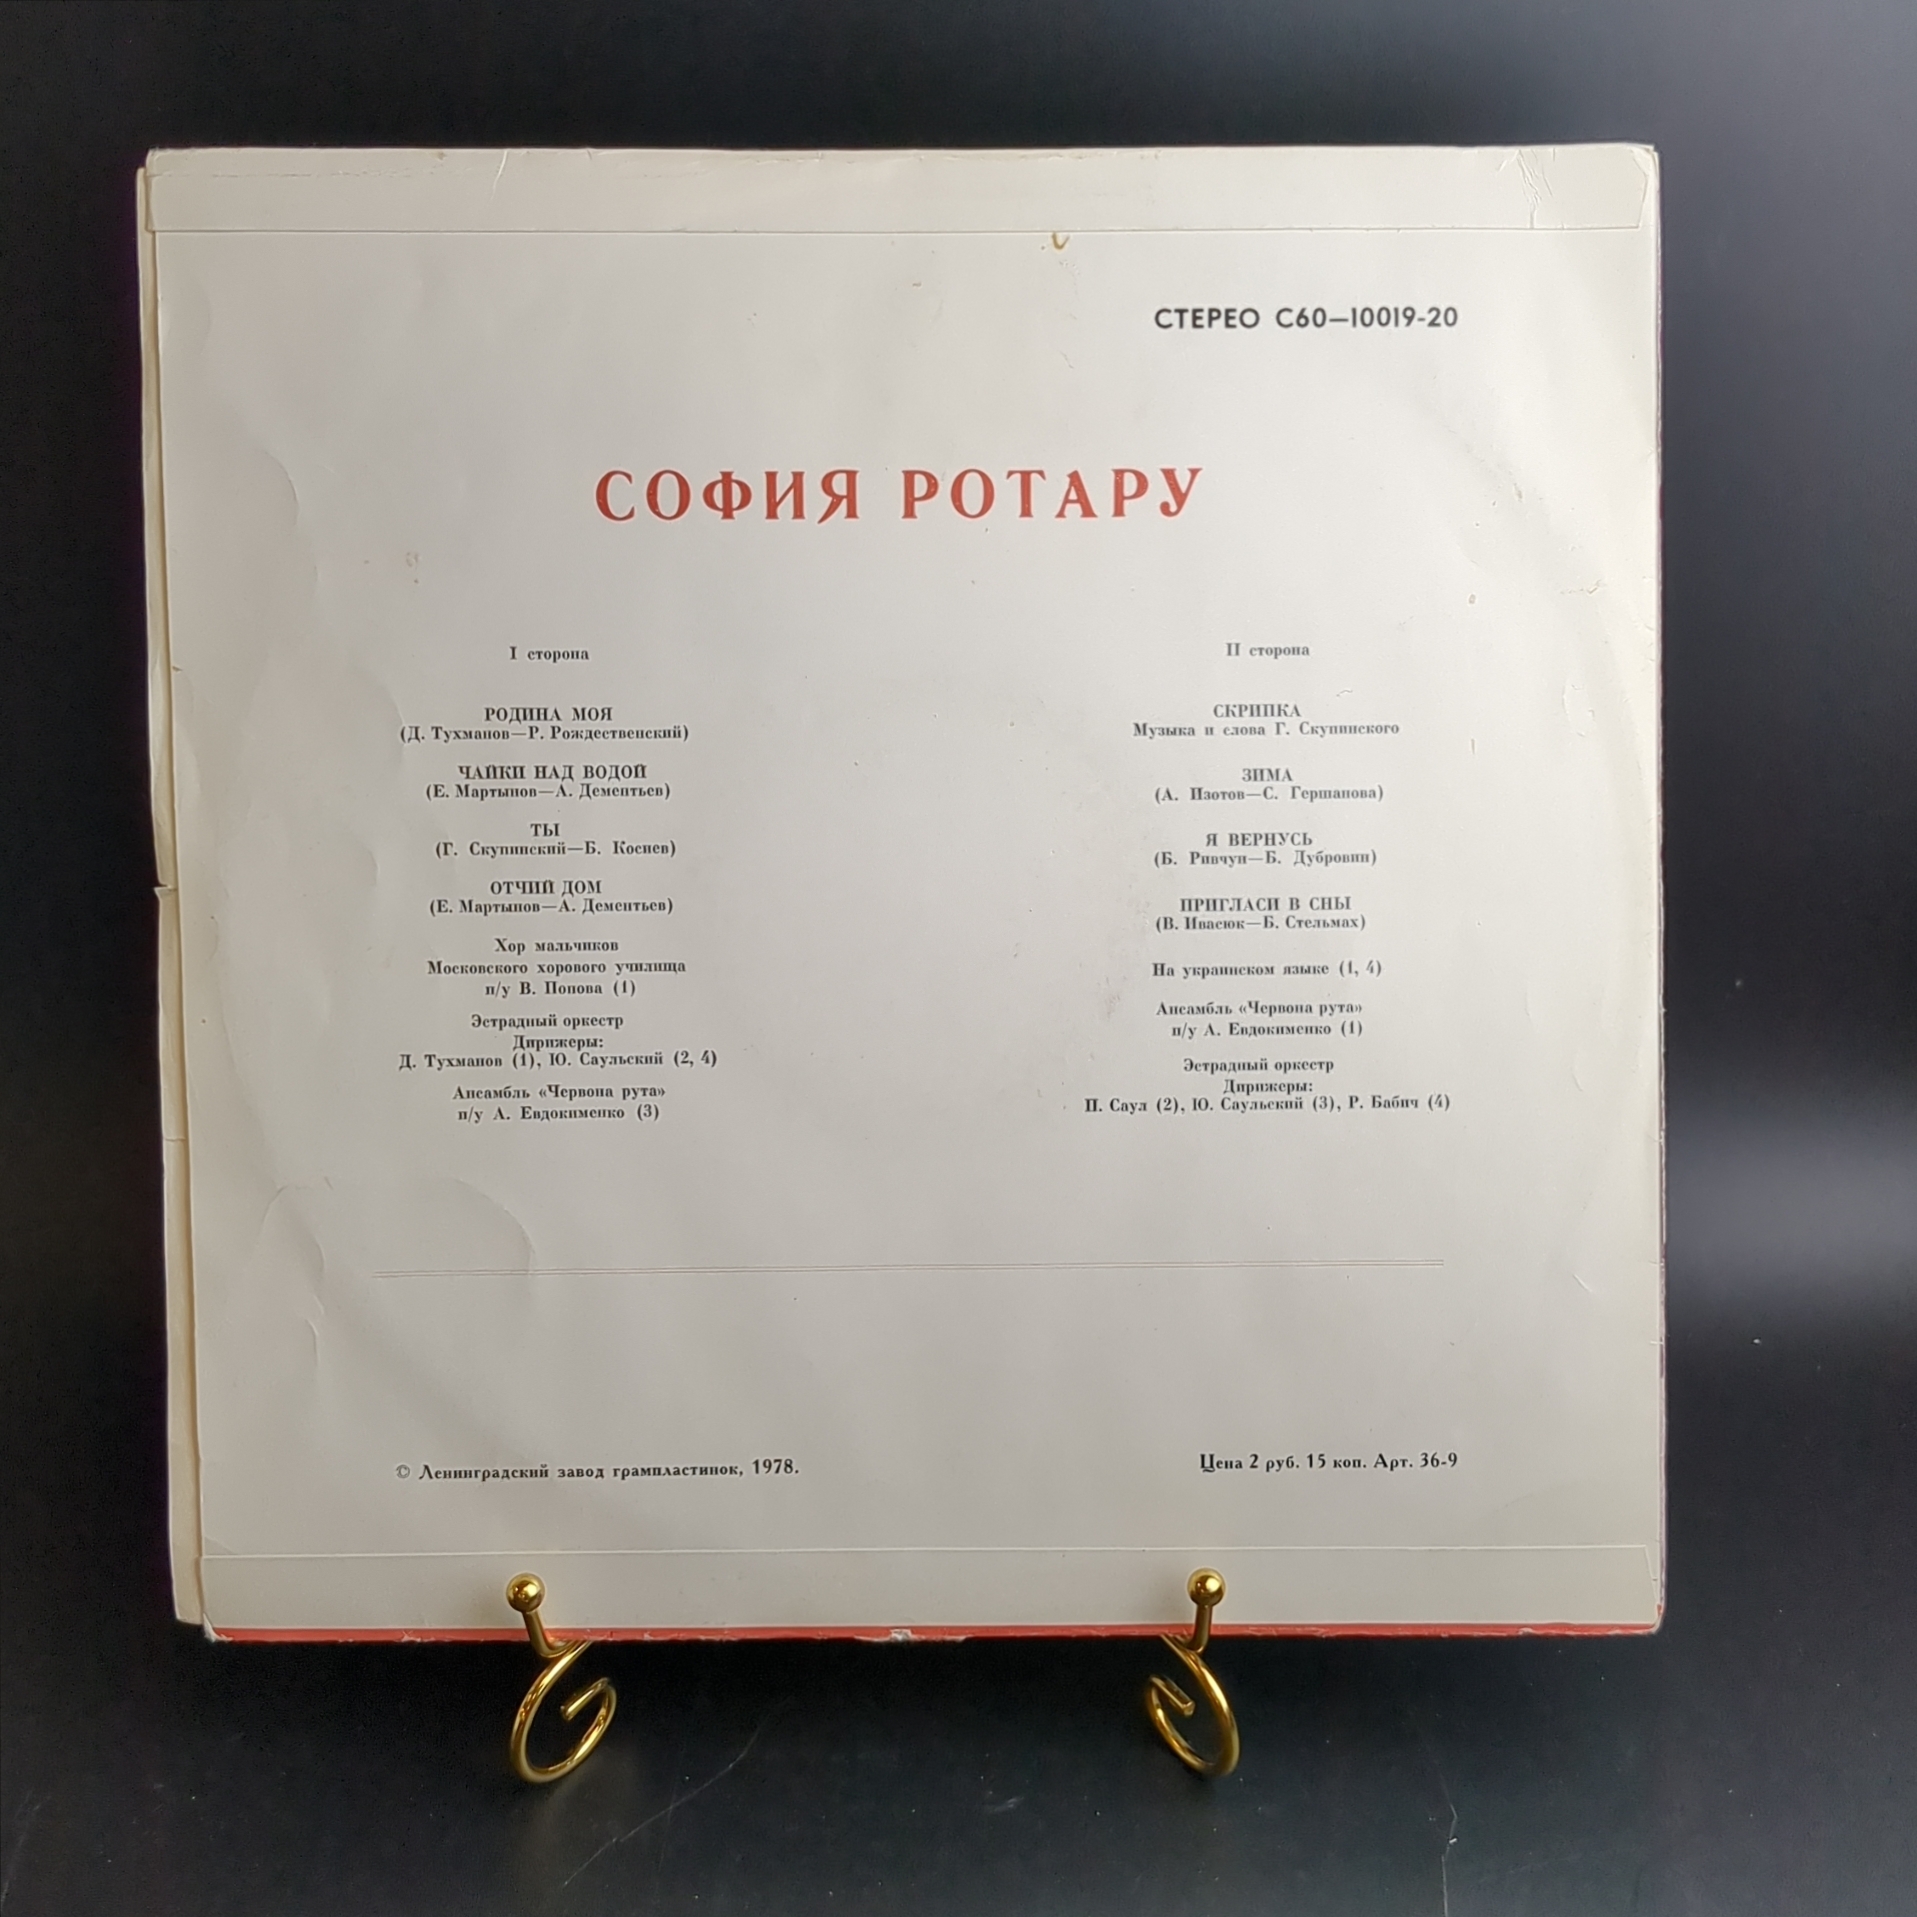 СТЕРЕО С60—10019-20
СОФИЯ РОТАРУ
I сторона
РОДИНА МОЯ
(Д. Тухманов—Р. Рождественский)
ЧАЙКИ НАД ВОДОЙ
(Е. Мартынов—А. Дементьев)
ТЫ
(Г. Скупинский—Б. Косиев)
ОТЧИЙ ДОМ
(Е. Мартынов—А. Дементьев)
Хор мальчиков
Московского хорового училища
п/у В. Попова (1)
Эстрадный оркестр
Дирижеры:
Д. Тухманов (1), Ю. Саульский (2, 4)
Ансамбль «Червона рута»
п/у А. Евдокименко (3)
II сторона
СКРИПКА
Музыка и слова Г. Скупинского
ЗИМА
(А. Изотов—С. Гершанова)
Я ВЕРНУСЬ
(Б. Ривчун—Б. Дубровин)
ПРИГЛАСИ В СНЫ
(В. Ивасюк—Б. Стельмах)
На украинском языке (1, 4)
Ансамбль «Червона рута»
п/у А. Евдокименко (1)
Эстрадный оркестр
Дирижеры:
П. Саул (2), Ю. Саульский (3), Р. Бабич (4)
© Ленинградский завод грампластинок, 1978.
Цена 2 руб. 15 коп. Арт. 36-9